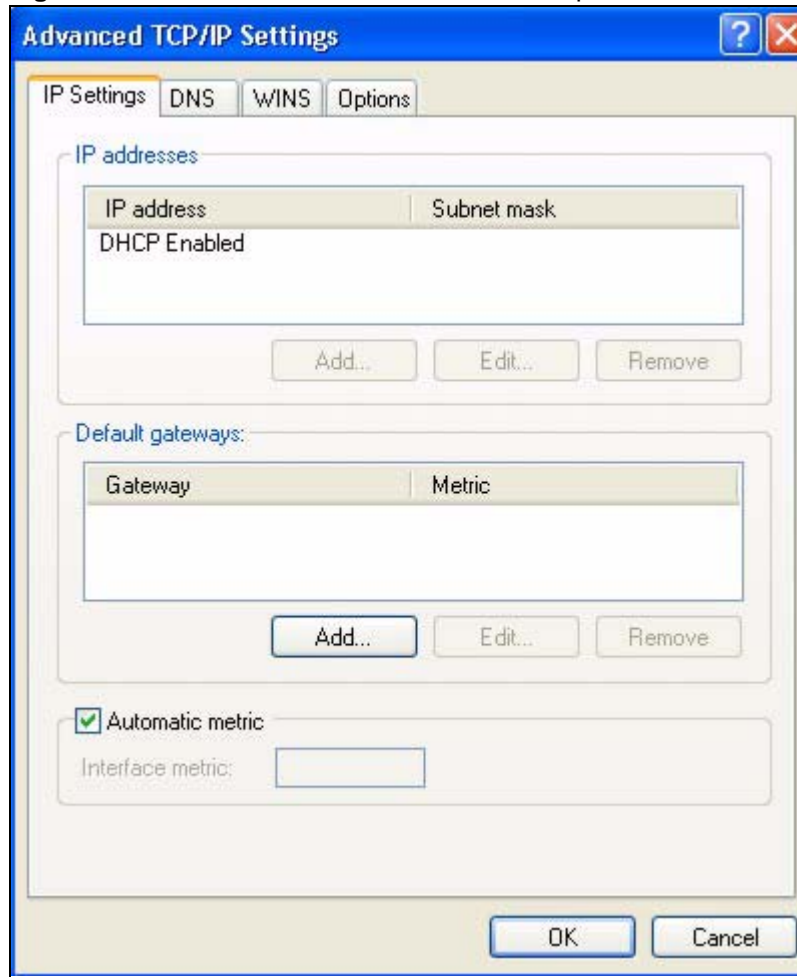 Advanced TCP/IP Settings
IP Settings DNS WINS Options
IP addresses
IP address Subnet mask
DHCP Enabled
Add... Edit... Remove
Default gateways:
Gateway Metric
Add... Edit... Remove
Automatic metric
Interface metric:
OK Cancel